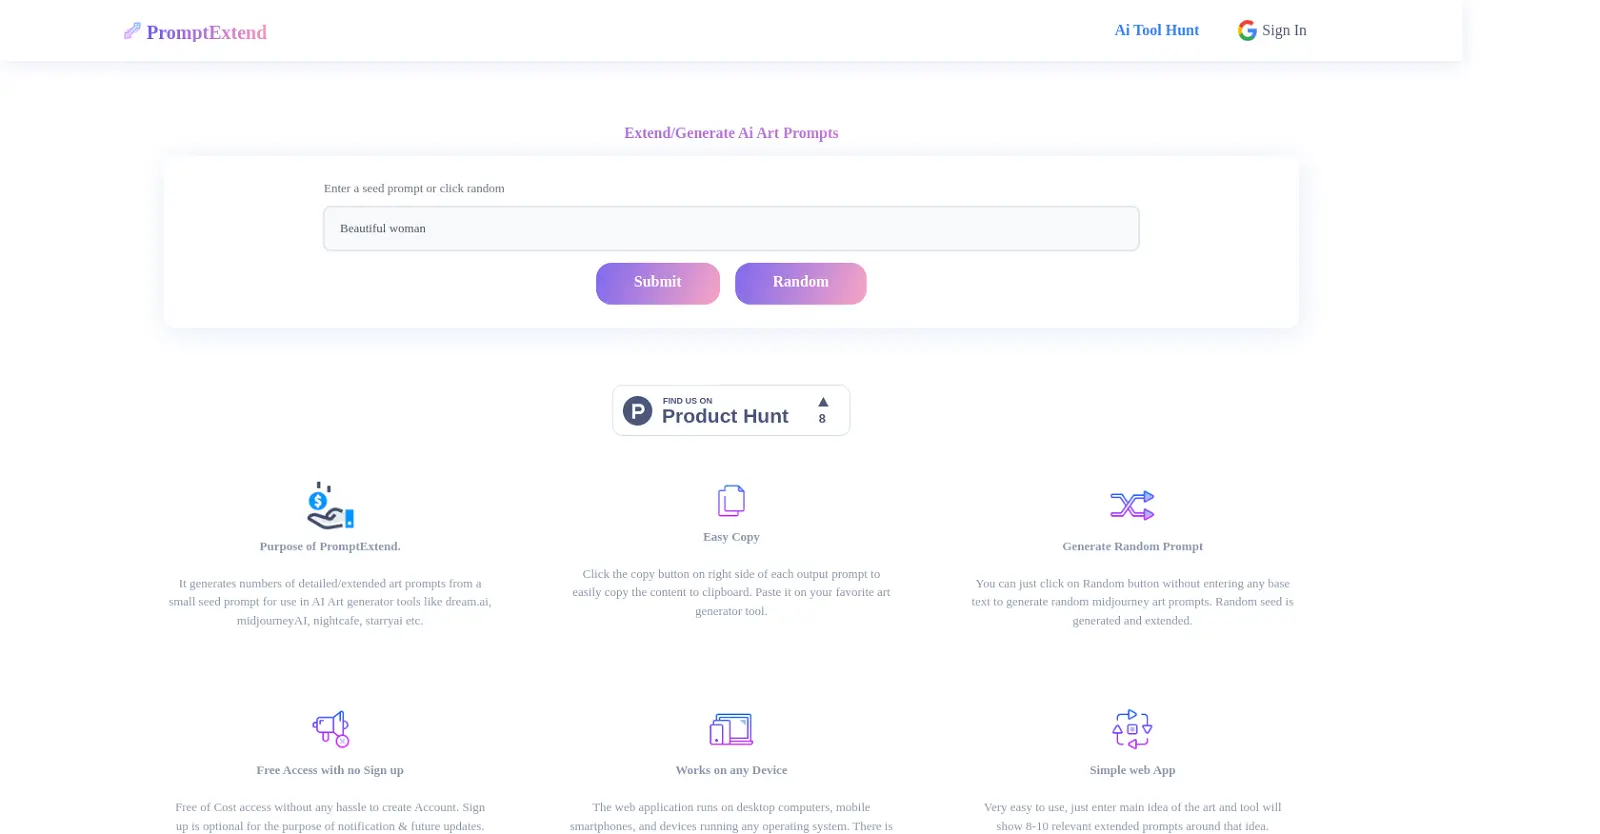 PromptExtend
Ai Tool Hunt
Sign In
Extend/Generate Ai Art Prompts
Enter a seed prompt or click random
Beautiful woman
Submit
Random
FIND US ON
Product Hunt
8
Purpose of PromptExtend.
It generates numbers of detailed/extended art prompts from a
small seed prompt for use in AI Art generator tools like dream.ai,
midjourneyAI, nightcafe, starryai etc.
Easy Copy
Click the copy button on right side of each output prompt to
easily copy the content to clipboard. Paste it on your favorite art
generator tool.
Generate Random Prompt
You can just click on Random button without entering any base
text to generate random midjourney art prompts. Random seed is
generated and extended.
Free Access with no Sign up
Free of Cost access without any hassle to create Account. Sign
up is optional for the purpose of notification & future updates.
Works on any Device
The web application runs on desktop computers, mobile
smartphones, and devices running any operating system. There is
Simple web App
Very easy to use, just enter main idea of the art and tool will
show 8-10 relevant extended prompts around that idea.